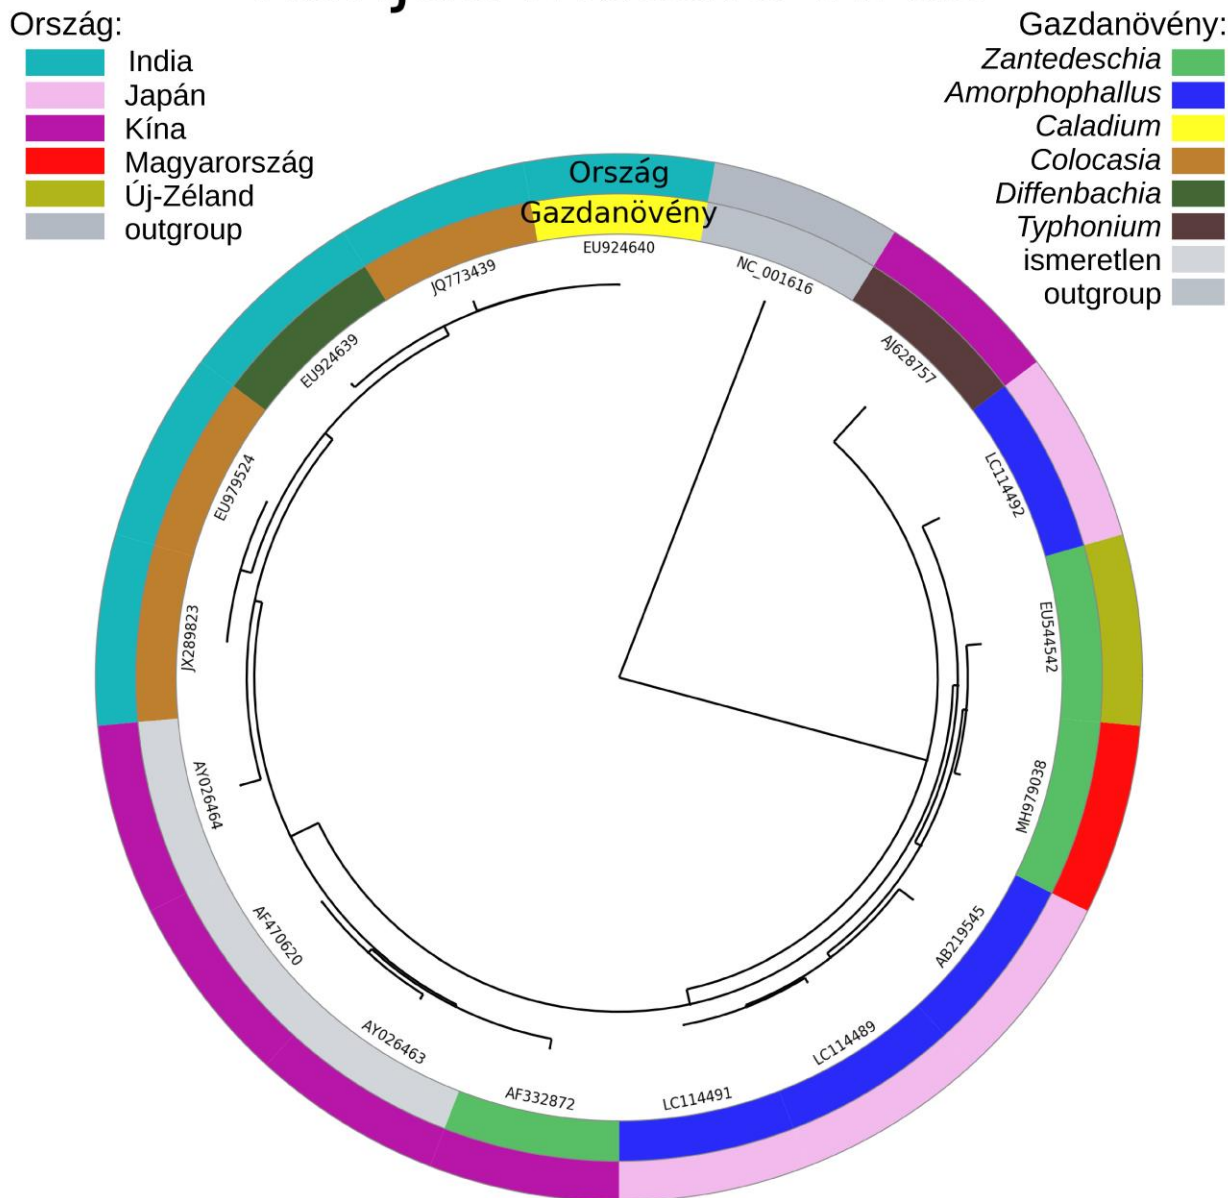 Ország:
India
Japán
Kína
Magyarország
Új-Zéland
outgroup
Gazdanövény:
Zantedeschia
Amorphophallus
Caladium
Colocasia
Diffenbachia
Typhonium
ismeretlen
outgroup
Ország
Gazdanövény
EU924640
NC_001616
AJ628757
LC114492
EU544542
MH979038
AB219545
LC114489
LC114491
AF332872
AY026463
AF470620
AY026464
JX289823
EU979524
EU924639
JQ773439